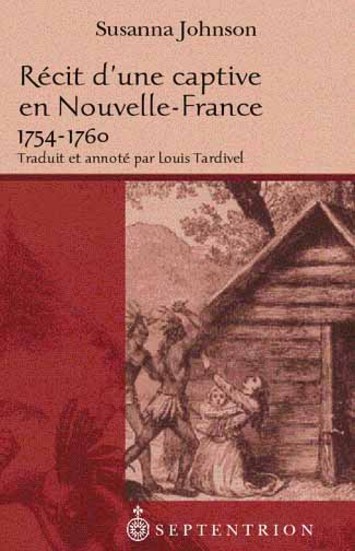 Susanna Johnson
Récit d'une captive
en Nouvelle-France
1754-1760
Traduit et annoté par Louis Tardivel
SEPTENTRION